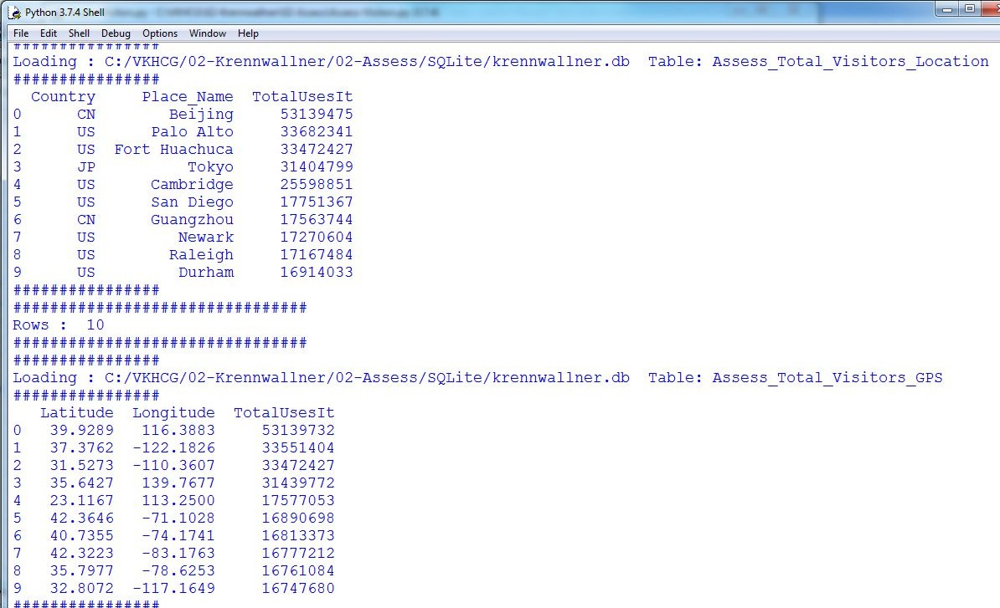 Python 3.7.4 Shell
File Edit Shell Debug Options Window Help
################
Loading : C:/VKHCG/02-Krennwallner/02-Assess/SQLite/krennwallner.db  Table: Assess_Total_Visitors_Location
################
  Country     Place_Name  TotalUsesIt
0      CN        Beijing     53139475
1      US      Palo Alto     33682341
2      US  Fort Huachuca     33472427
3      JP          Tokyo     31404799
4      US      Cambridge     25598851
5      US      San Diego     17751367
6      CN      Guangzhou     17563744
7      US         Newark     17270604
8      US        Raleigh     17167484
9      US         Durham     16914033
################
################################
Rows :  10
################################
################
Loading : C:/VKHCG/02-Krennwallner/02-Assess/SQLite/krennwallner.db  Table: Assess_Total_Visitors_GPS
################
   Latitude  Longitude  TotalUsesIt
0   39.9289   116.3883     53139732
1   37.3762  -122.1826     33551404
2   31.5273  -110.3607     33472427
3   35.6427   139.7677     31439772
4   23.1167   113.2500     17577053
5   42.3646   -71.1028     16890698
6   40.7355   -74.1741     16813373
7   42.3223   -83.1763     16777212
8   35.7977   -78.6253     16761084
9   32.8072  -117.1649     16747680
################